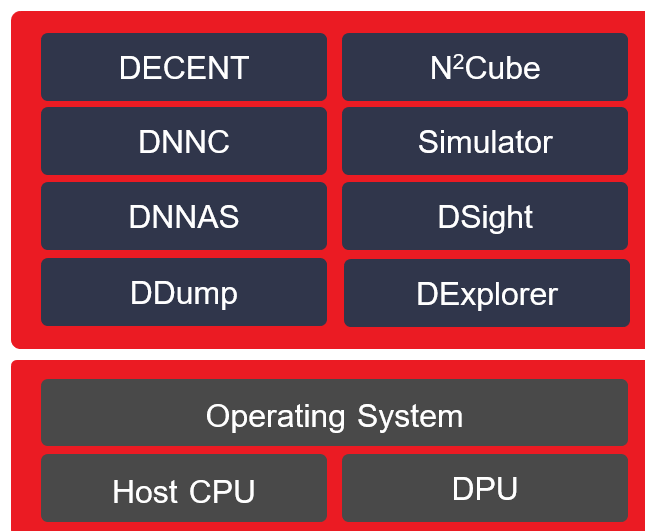 DECENT N²Cube
DNNC Simulator
DNNAS DSight
DDump DExplorer
Operating System
Host CPU DPU